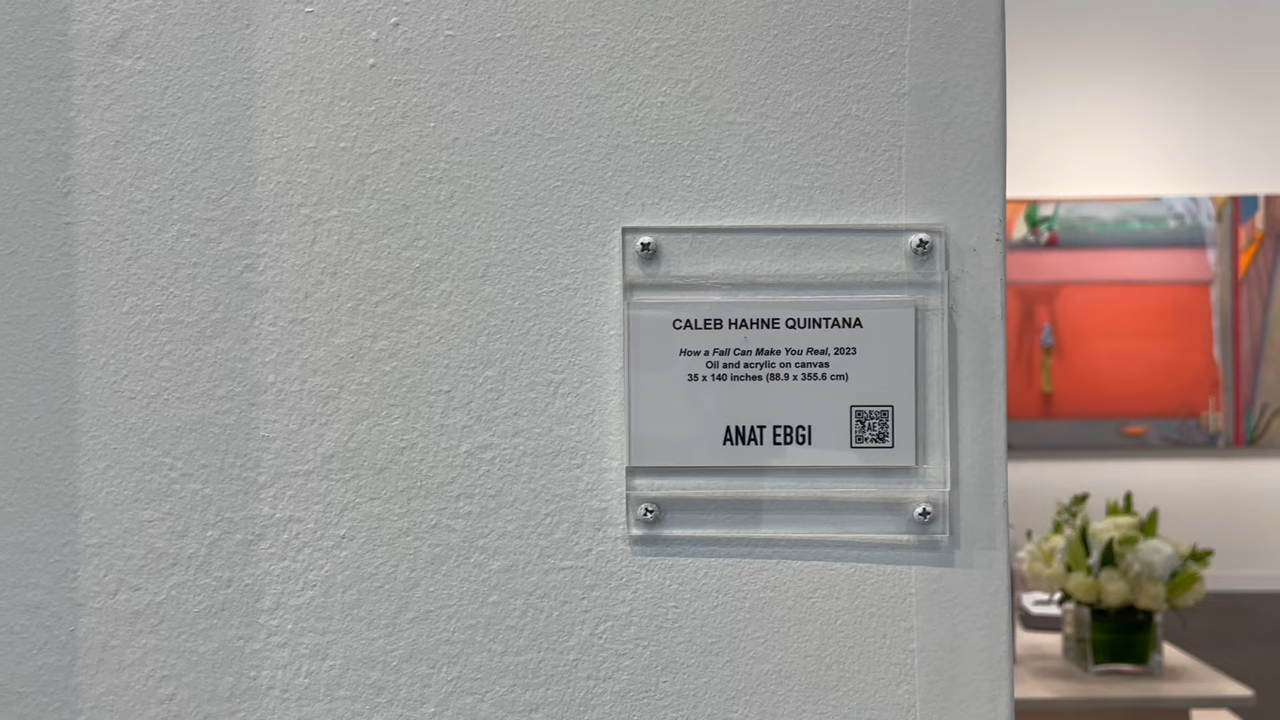 CALEB HAHNE QUINTANA
How a Fall Can Make You Real, 2023
Oil and acrylic on canvas
35 x 140 inches (88.9 x 355.6 cm)
ANAT EBGI
AE